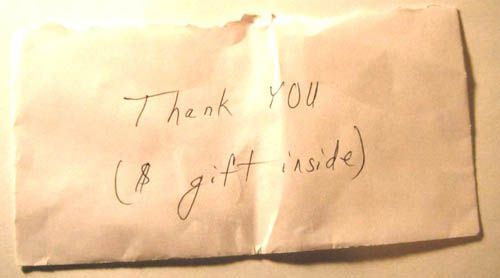 Thank YOU
($ gift inside)